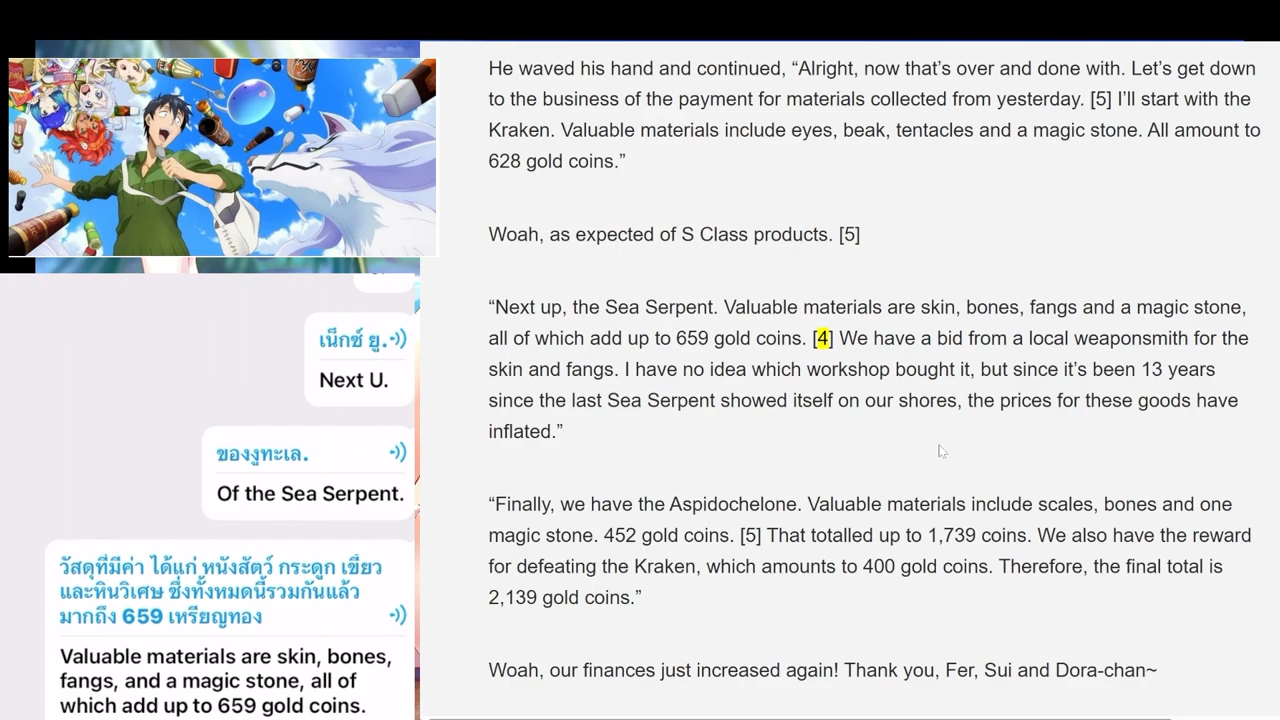 เน็กซ์ ยู.
Next U.
ของงูทะเล.
Of the Sea Serpent.
วัสดุที่มีค่า ได้แก่ หนังสัตว์ กระดูก เขี้ยว
และหินวิเศษ ซึ่งทั้งหมดนี้รวมกันแล้ว
มากถึง 659 เหรียญทอง
Valuable materials are skin, bones,
fangs, and a magic stone, all of
which add up to 659 gold coins.
He waved his hand and continued, “Alright, now that’s over and done with. Let’s get down
to the business of the payment for materials collected from yesterday. [5] I’ll start with the
Kraken. Valuable materials include eyes, beak, tentacles and a magic stone. All amount to
628 gold coins.”
Woah, as expected of S Class products. [5]
“Next up, the Sea Serpent. Valuable materials are skin, bones, fangs and a magic stone,
all of which add up to 659 gold coins. [4] We have a bid from a local weaponsmith for the
skin and fangs. I have no idea which workshop bought it, but since it’s been 13 years
since the last Sea Serpent showed itself on our shores, the prices for these goods have
inflated.”
“Finally, we have the Aspidochelone. Valuable materials include scales, bones and one
magic stone. 452 gold coins. [5] That totalled up to 1,739 coins. We also have the reward
for defeating the Kraken, which amounts to 400 gold coins. Therefore, the final total is
2,139 gold coins.”
Woah, our finances just increased again! Thank you, Fer, Sui and Dora-chan~